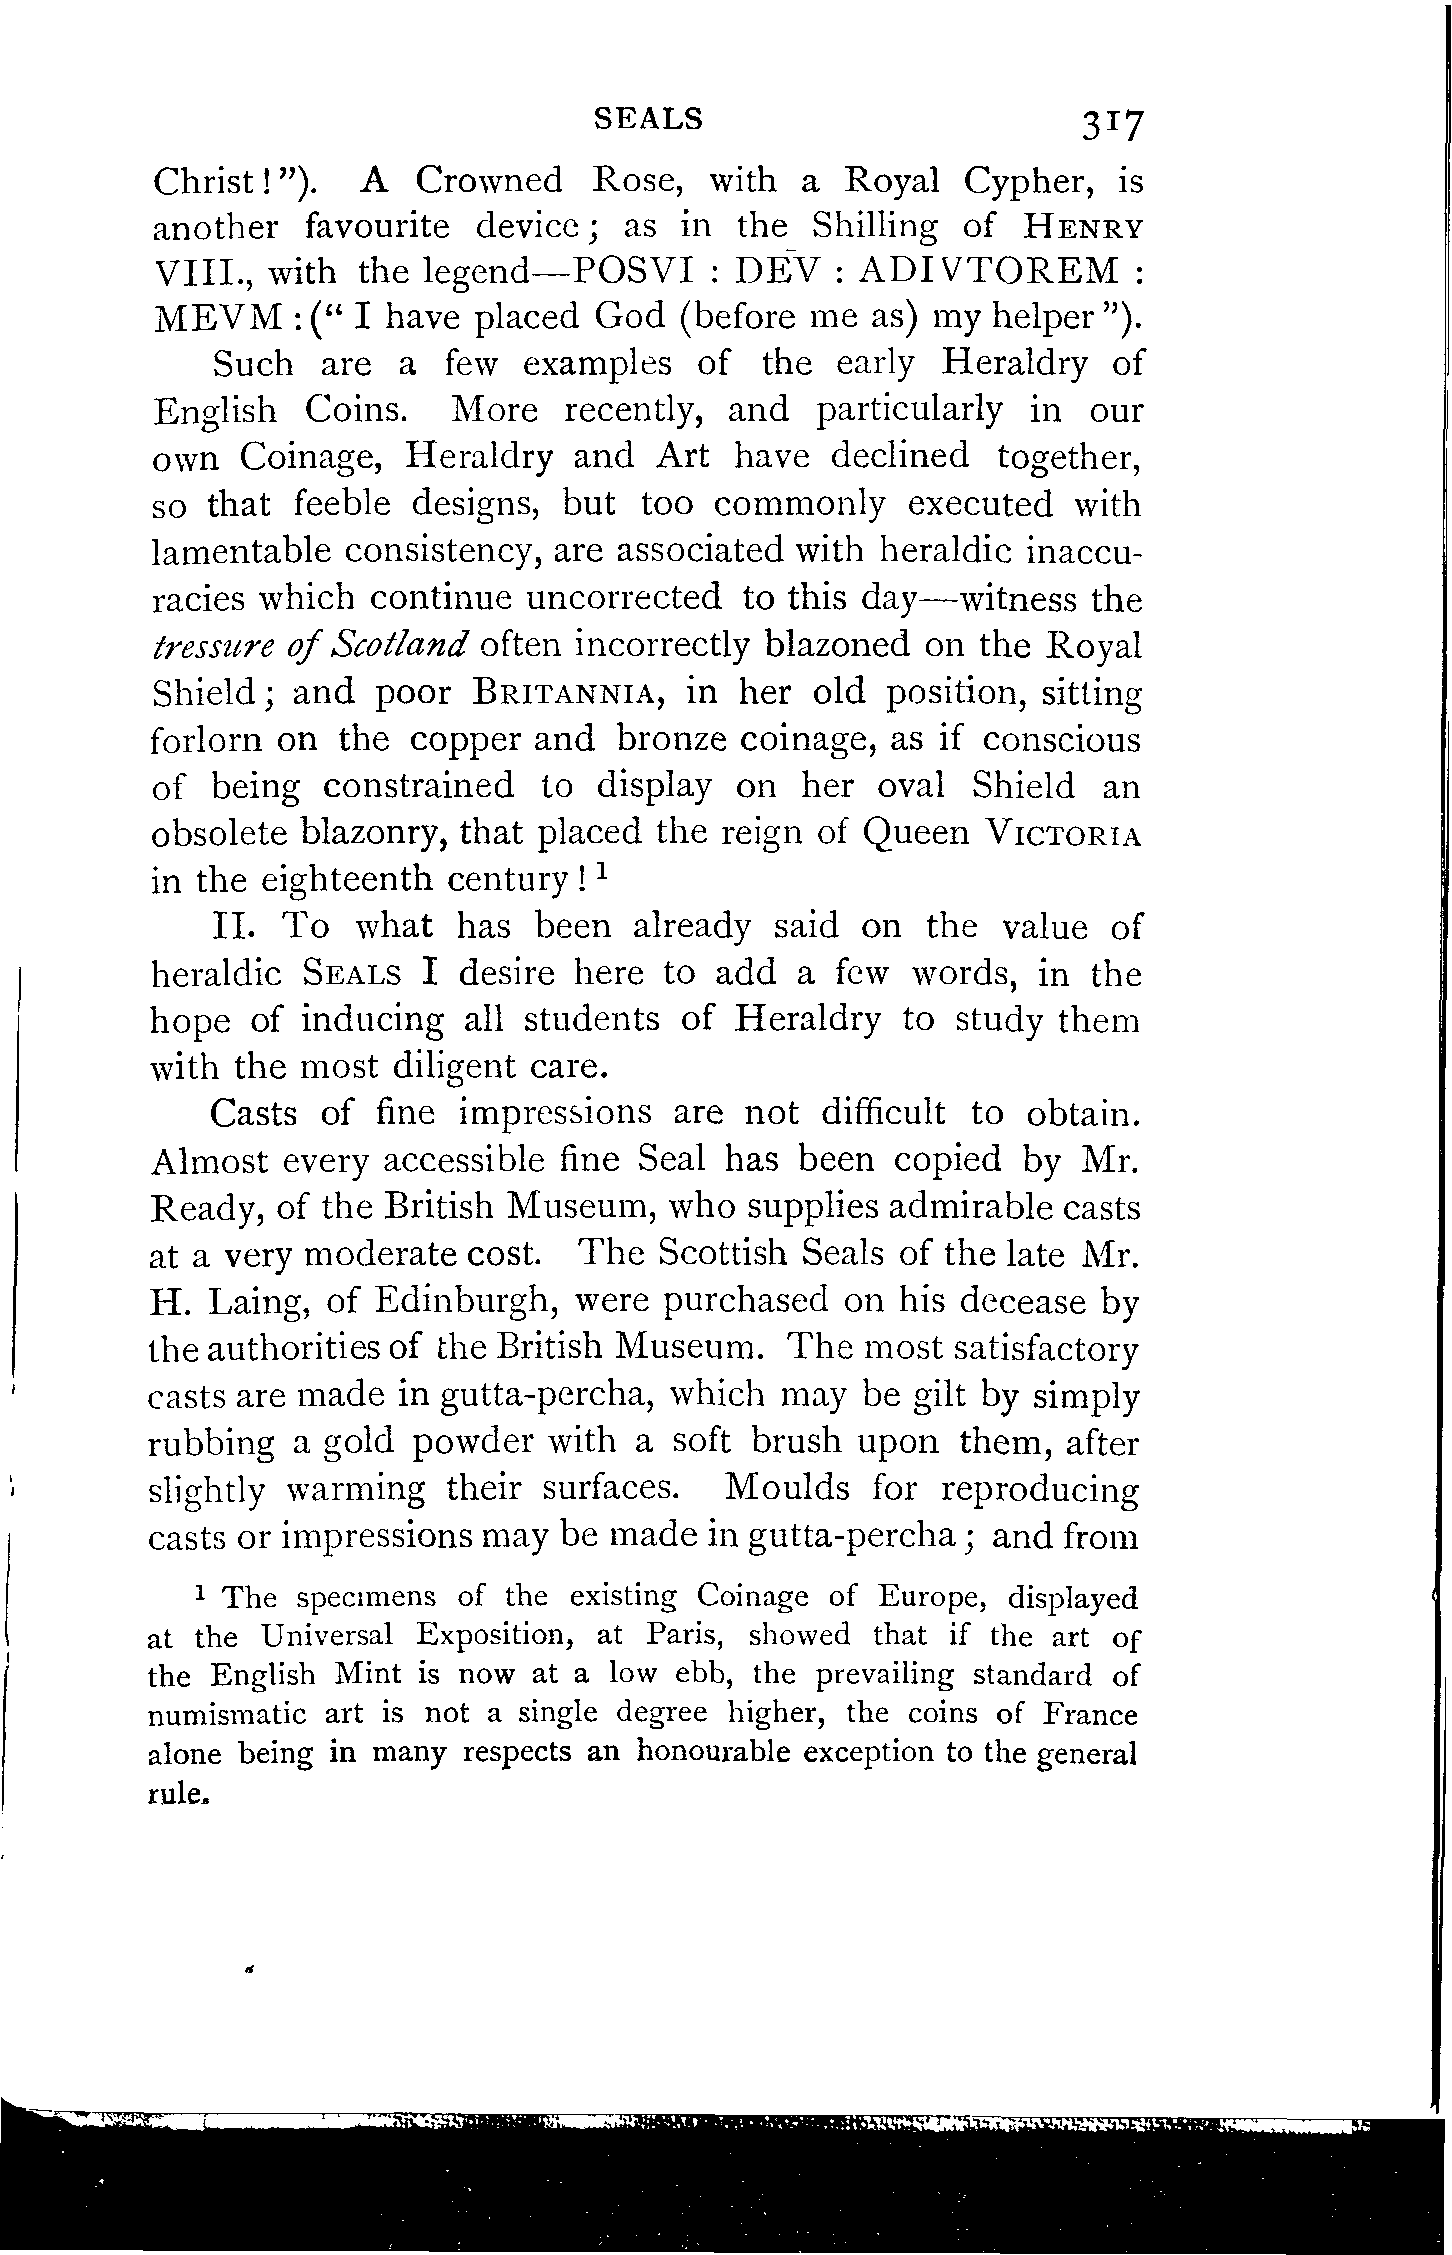 SEALS 317
Christ!"). A Crowned Rose, with a Royal Cypher, is
another favourite device; as in the Shilling of HENRY
VIII., with the legend—POSVI : DĒV : ADIVTOREM :
MEVM :(" I have placed God (before me as) my helper").
Such are a few examples of the early Heraldry of
English Coins. More recently, and particularly in our
own Coinage, Heraldry and Art have declined together,
so that feeble designs, but too commonly executed with
lamentable consistency, are associated with heraldic inaccu-
racies which continue uncorrected to this day—witness the
tressure of Scotland often incorrectly blazoned on the Royal
Shield; and poor BRITANNIA, in her old position, sitting
forlorn on the copper and bronze coinage, as if conscious
of being constrained to display on her oval Shield an
obsolete blazonry, that placed the reign of Queen VICTORIA
in the eighteenth century!¹
II. To what has been already said on the value of
heraldic SEALS I desire here to add a few words, in the
hope of inducing all students of Heraldry to study them
with the most diligent care.
Casts of fine impressions are not difficult to obtain.
Almost every accessible fine Seal has been copied by Mr.
Ready, of the British Museum, who supplies admirable casts
at a very moderate cost. The Scottish Seals of the late Mr.
H. Laing, of Edinburgh, were purchased on his decease by
the authorities of the British Museum. The most satisfactory
casts are made in gutta-percha, which may be gilt by simply
rubbing a gold powder with a soft brush upon them, after
slightly warming their surfaces. Moulds for reproducing
casts or impressions may be made in gutta-percha; and from
¹ The specimens of the existing Coinage of Europe, displayed
at the Universal Exposition, at Paris, showed that if the art of
the English Mint is now at a low ebb, the prevailing standard of
numismatic art is not a single degree higher, the coins of France
alone being in many respects an honourable exception to the general
rule.